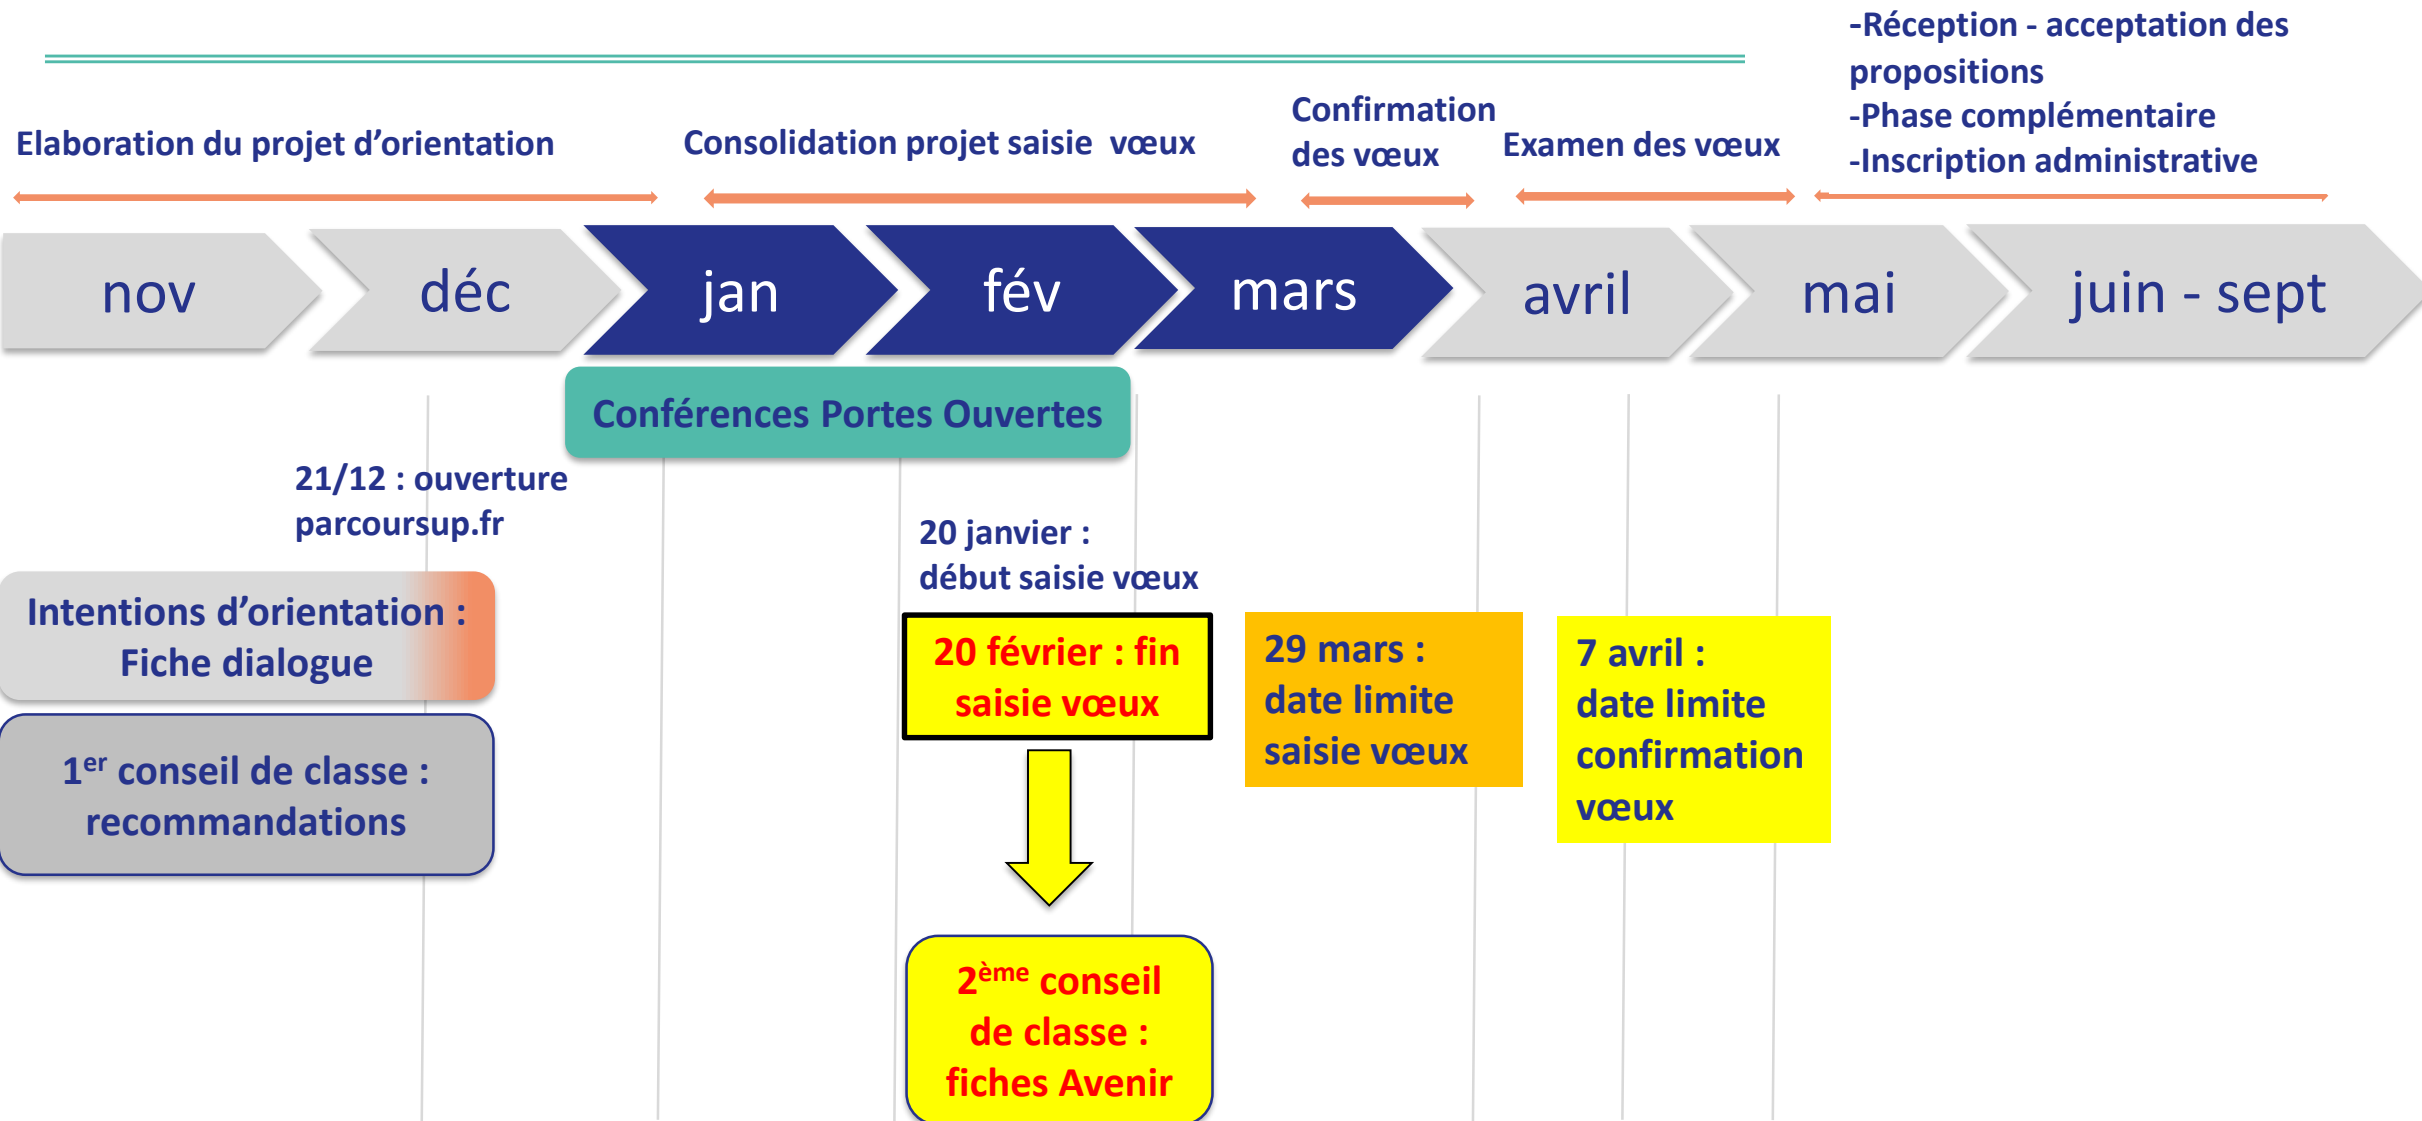 -Réception - acceptation des
propositions
-Phase complémentaire
-Inscription administrative
Elaboration du projet d’orientation
Consolidation projet saisie  vœux
Confirmation
des vœux
Examen des vœux
nov
déc
jan
fév
mars
avril
mai
juin - sept
Conférences Portes Ouvertes
21/12 : ouverture
parcoursup.fr
20 janvier :
début saisie vœux
Intentions d’orientation :
Fiche dialogue
20 février : fin
saisie vœux
29 mars :
date limite
saisie vœux
7 avril :
date limite
confirmation
vœux
1er conseil de classe :
recommandations
2ème conseil
de classe :
fiches Avenir